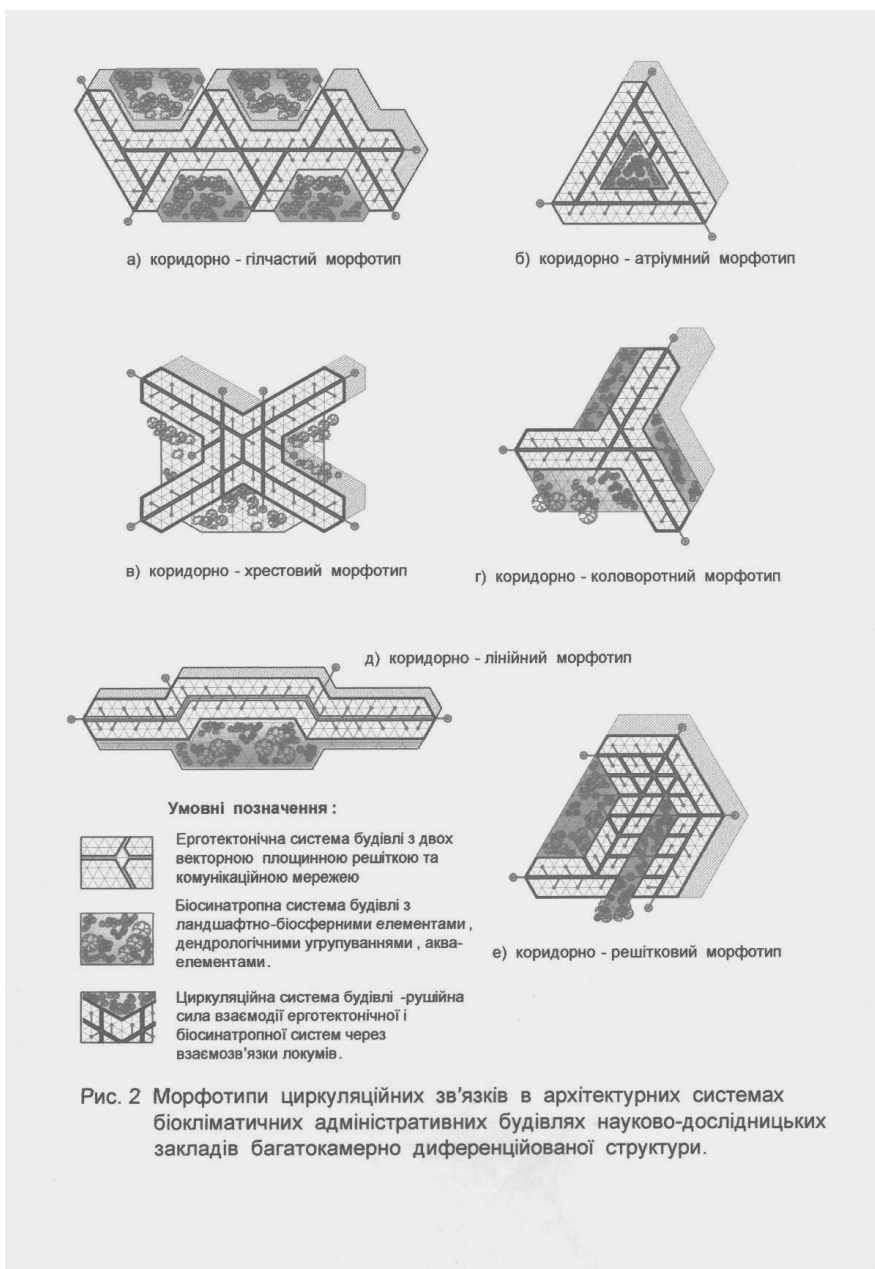 а) коридорно - гілчастий морфотип
б) коридорно - атріумний морфотип
в) коридорно - хрестовий морфотип
г) коридорно - коловоротний морфотип
д) коридорно - лінійний морфотип
Умовні позначення :
Ерготектонічна система будівлі з двох
векторною площинною решіткою та
комунікаційною мережею
Біосинатропна система будівлі з
ландшафтно-біосферними елементами ,
дендрологічними угрупуваннями , аква-
елементами .
е) коридорно - решітковий морфотип
Циркуляційна система будівлі -рушійна
сила взаємодії ерготектонічної і
біосинатропної систем через
взаємозв'язки локумів .
Рис. 2 Морфотипи циркуляційних зв'язків в архітектурних системах
біокліматичних адміністративних будівлях науково-дослідницьких
закладів багатокамерно диференційованої структури.